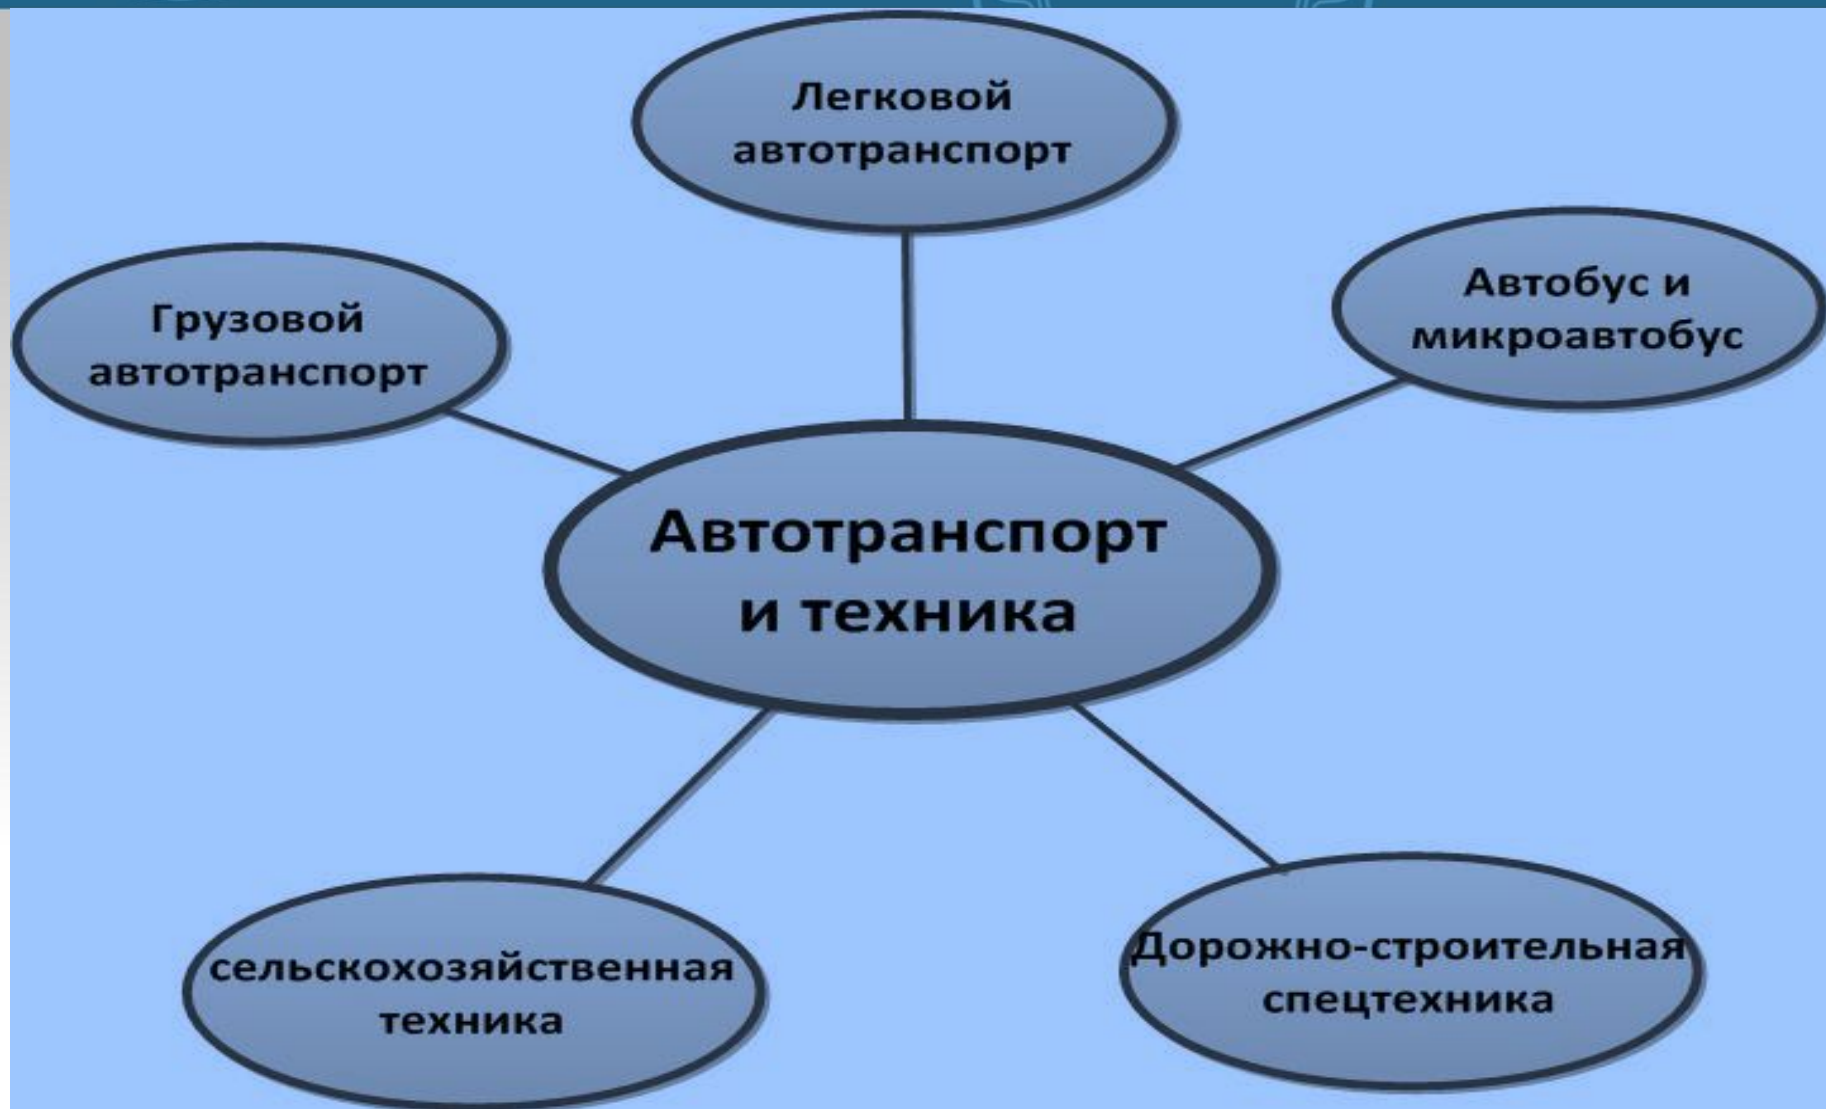 Легковой
автотранспорт
Грузовой
автотранспорт
Автобус и
микроавтобус
Автотранспорт
и техника
сельскохозяйственная
техника
Дорожно-строительная
спецтехника